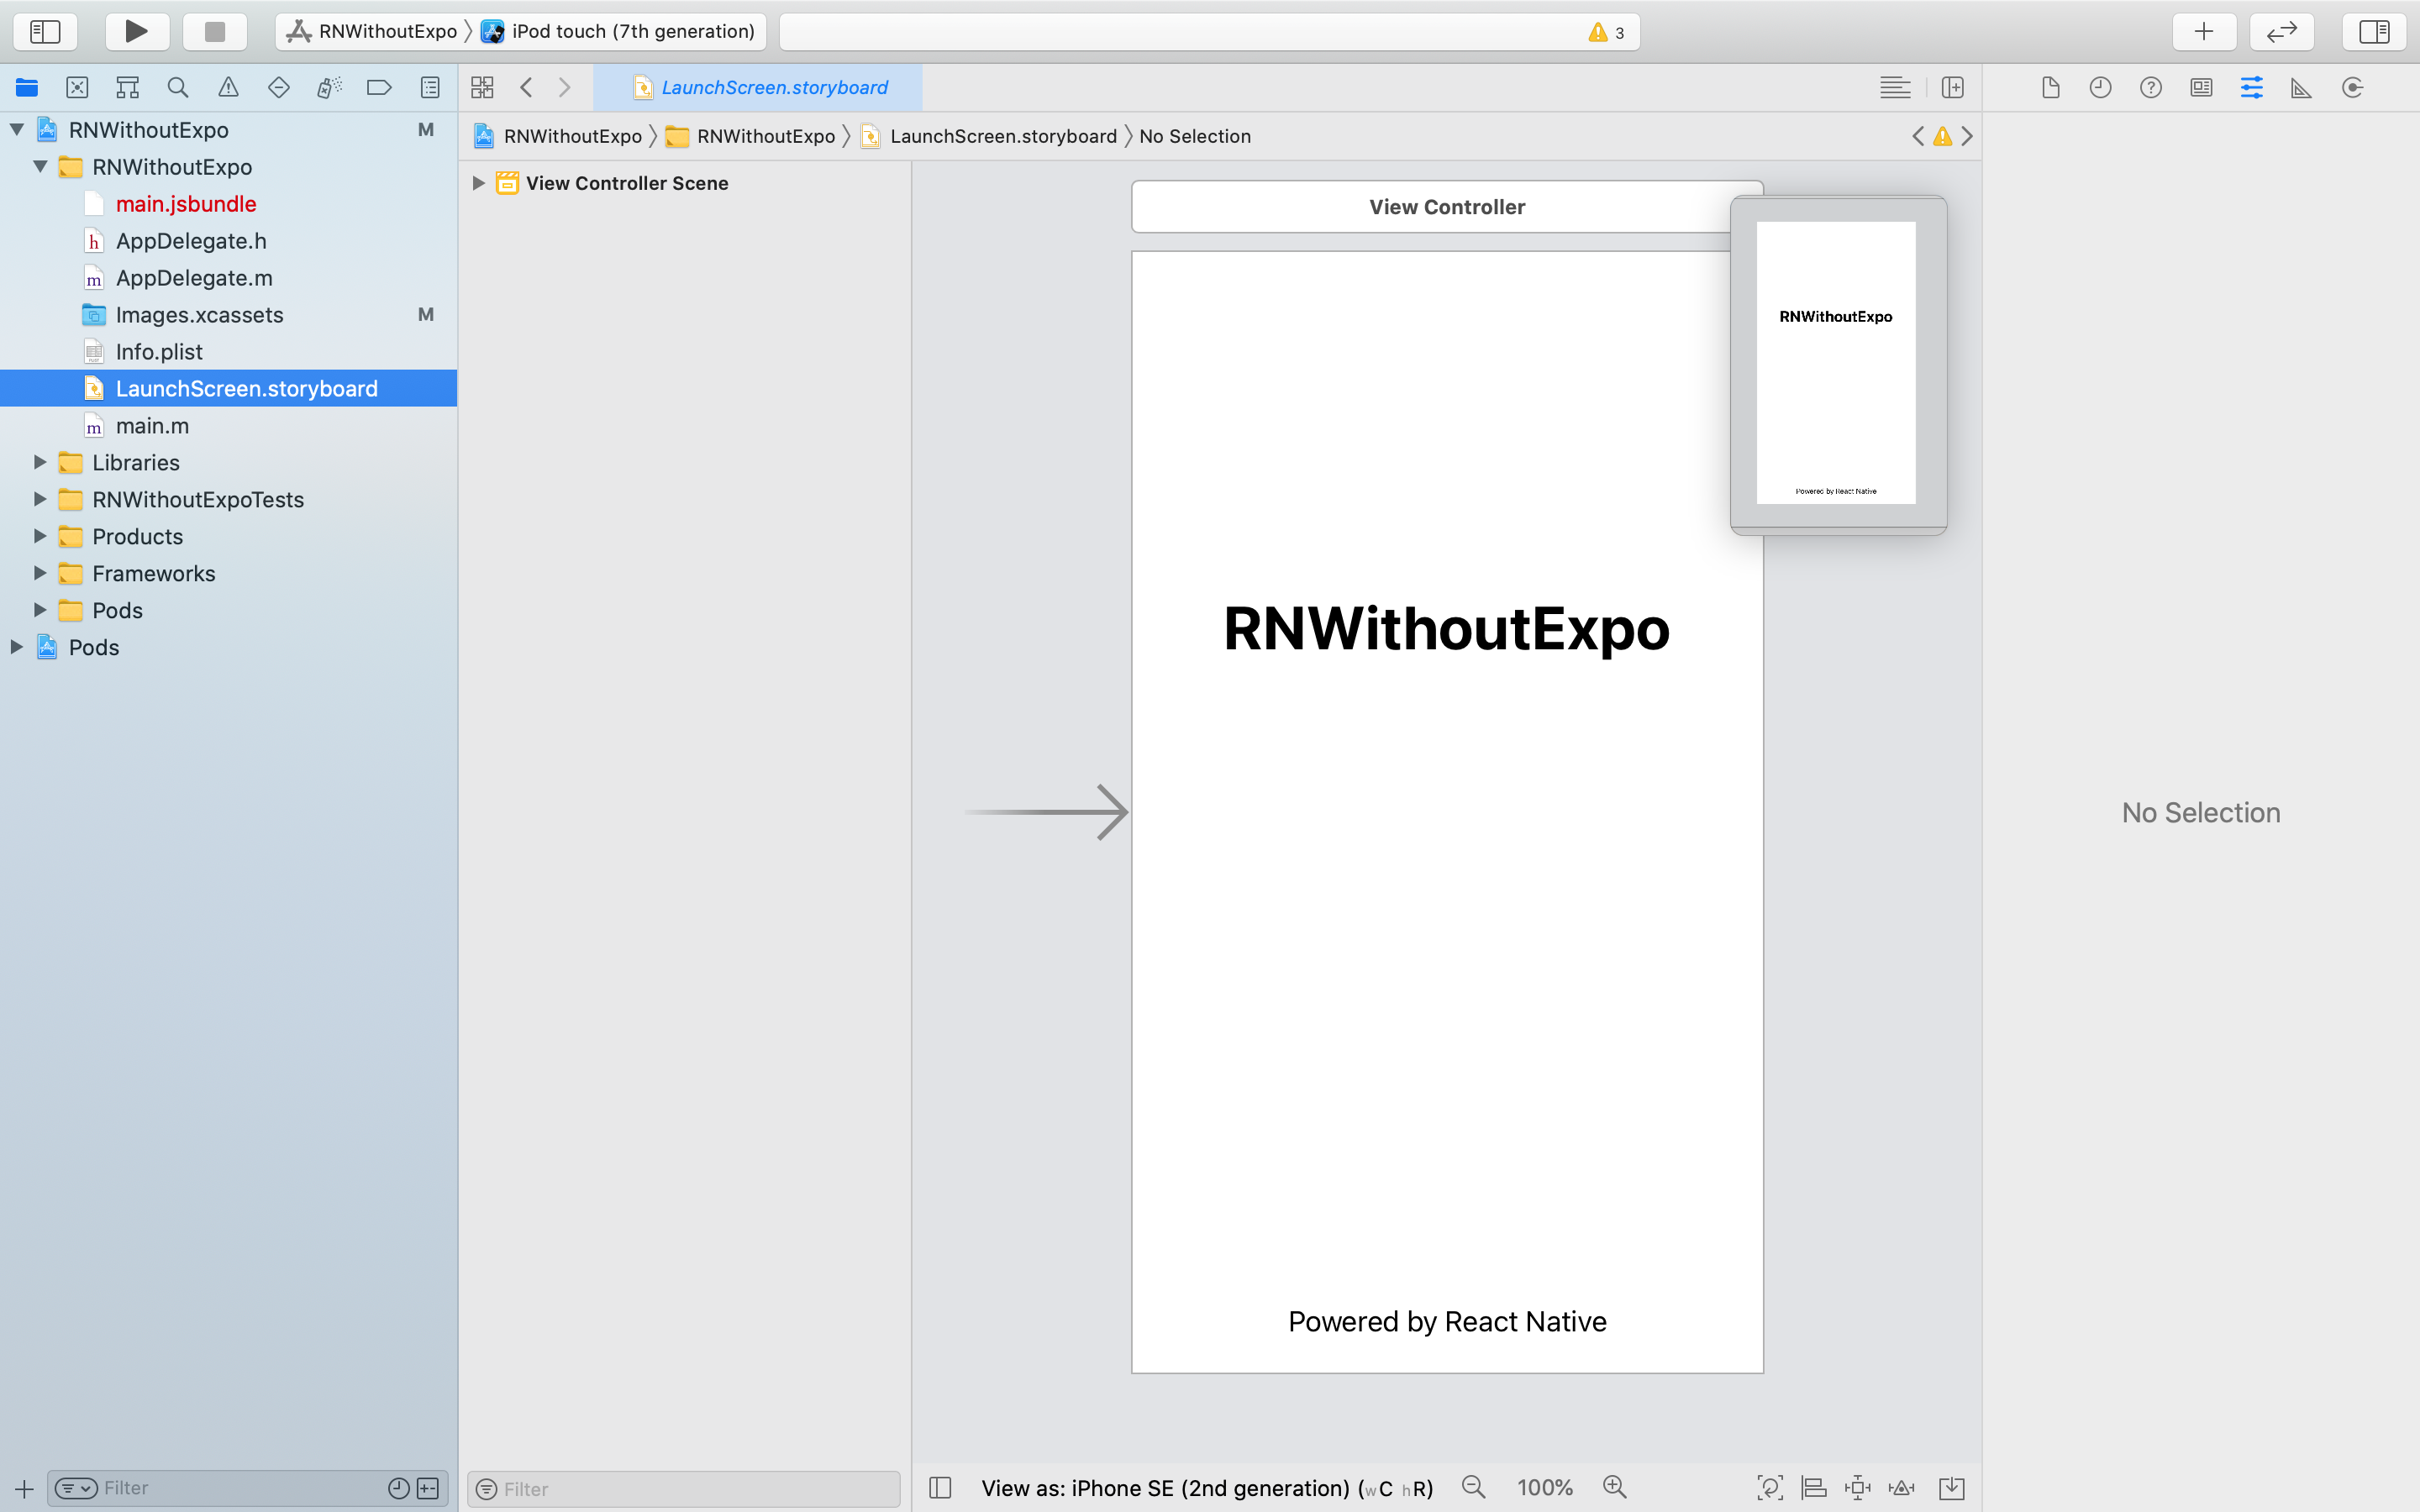 RNWithoutExpo
iPod touch (7th generation)
3
LaunchScreen.storyboard
RNWithoutExpo M
RNWithoutExpo
main.jsbundle
AppDelegate.h
AppDelegate.m
Images.xcassets M
Info.plist
LaunchScreen.storyboard
main.m
Libraries
RNWithoutExpoTests
Products
Frameworks
Pods
Pods
Filter
RNWithoutExpo RNWithoutExpo LaunchScreen.storyboard No Selection
View Controller Scene
Filter
View Controller
RNWithoutExpo
Powered by React Native
RNWithoutExpo
Powered by React Native
View as: iPhone SE (2nd generation) (wC hR)
100%
No Selection